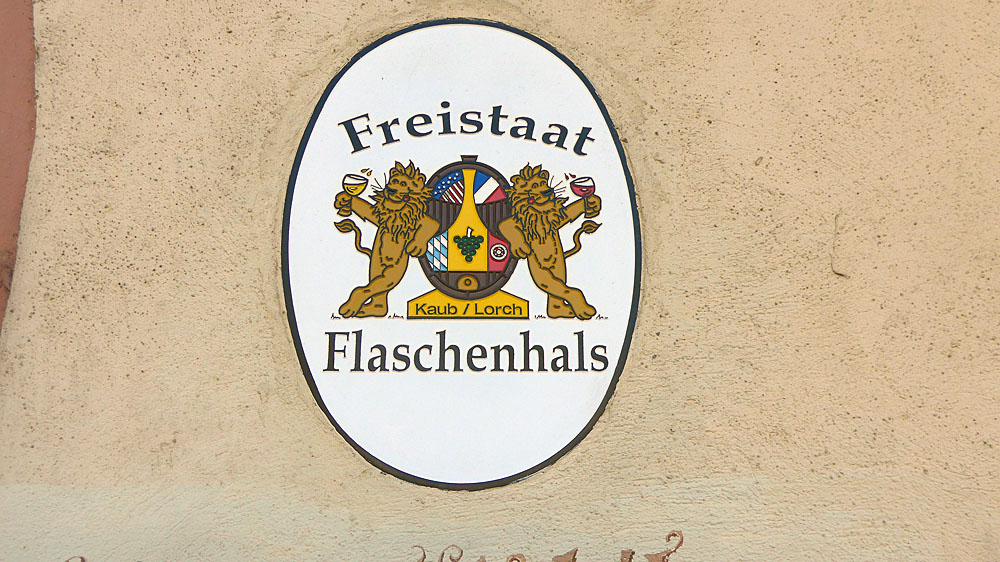 Freistaat
Kaub / Lorch
Flaschenhals